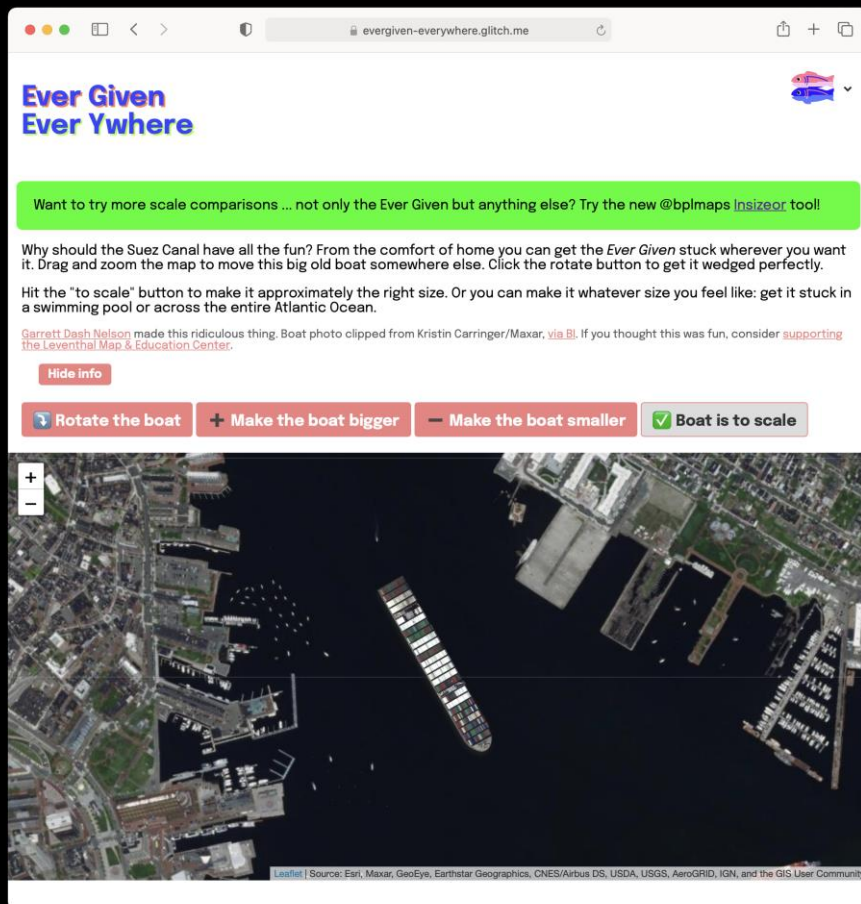 evergiven-everywhere.glitch.me
Ever Given
Ever Ywhere
Want to try more scale comparisons ... not only the Ever Given but anything else? Try the new @bplmaps Insizeor tool!
Why should the Suez Canal have all the fun? From the comfort of home you can get the Ever Given stuck wherever you want
it. Drag and zoom the map to move this big old boat somewhere else. Click the rotate button to get it wedged perfectly.
Hit the "to scale" button to make it approximately the right size. Or you can make it whatever size you feel like: get it stuck in
a swimming pool or across the entire Atlantic Ocean.
Garrett Dash Nelson made this ridiculous thing. Boat photo clipped from Kristin Carringer/Maxar, via BI. If you thought this was fun, consider supporting
the Leventhal Map & Education Center.
Hide info
⤵️ Rotate the boat ➕ Make the boat bigger ➖ Make the boat smaller ✅ Boat is to scale
+
−
Leaflet | Source: Esri, Maxar, GeoEye, Earthstar Geographics, CNES/Airbus DS, USDA, USGS, AeroGRID, IGN, and the GIS User Community